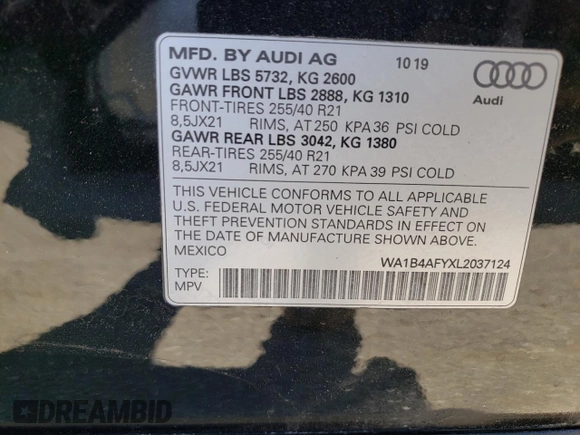 MFD. BY AUDI AG 10 19
GVWR LBS 5732, KG 2600
GAWR FRONT LBS 2888, KG 1310
FRONT-TIRES 255/40 R21
8,5JX21 RIMS, AT 250 KPA 36 PSI COLD
GAWR REAR LBS 3042, KG 1380
REAR-TIRES 255/40 R21
8,5JX21 RIMS, AT 270 KPA 39 PSI COLD
Audi
THIS VEHICLE CONFORMS TO ALL APPLICABLE
U.S. FEDERAL MOTOR VEHICLE SAFETY AND
THEFT PREVENTION STANDARDS IN EFFECT ON
THE DATE OF MANUFACTURE SHOWN ABOVE.
MEXICO WA1B4AFYXL2037124
TYPE:
MPV
DREAMBID